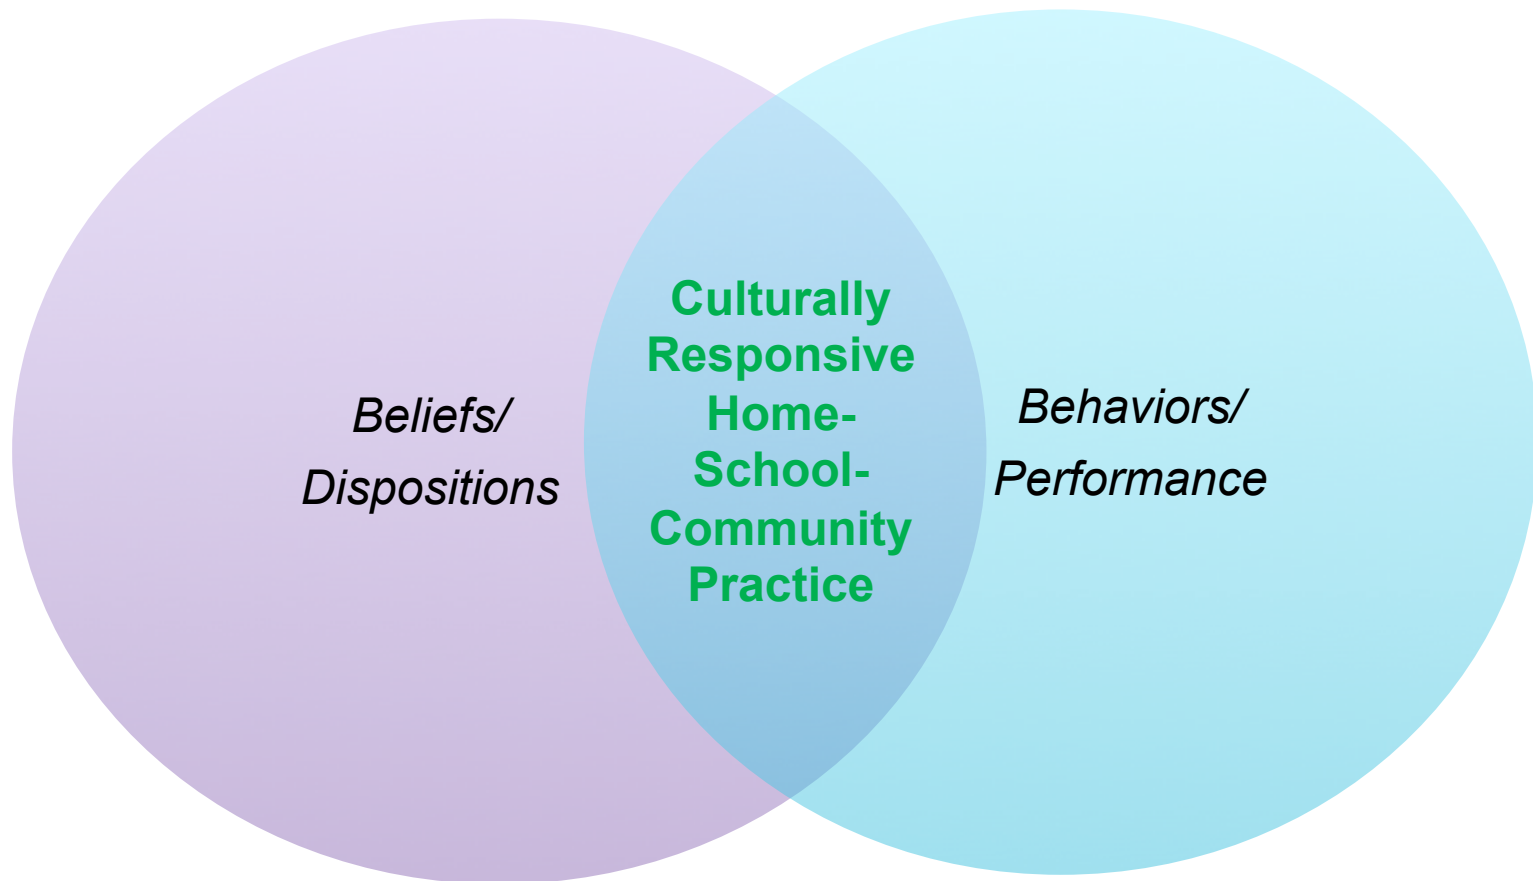 Beliefs/
Dispositions
Culturally
Responsive
Home-
School-
Community
Practice
Behaviors/
Performance